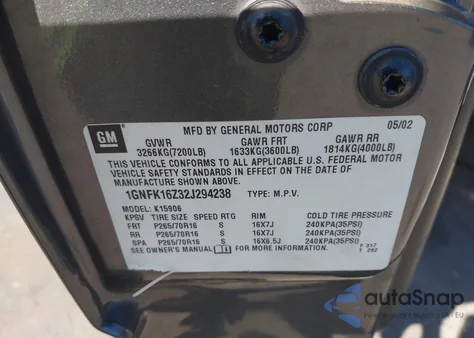 GM
MFD BY GENERAL MOTORS CORP 05/02
GVWR GAWR FRT GAWR RR
3266KG(7200LB) 1633KG(3600LB) 1814KG(4000LB)
THIS VEHICLE CONFORMS TO ALL APPLICABLE U.S. FEDERAL MOTOR
VEHICLE SAFETY STANDARDS IN EFFECT ON THE DATE OF
MANUFACTURE SHOWN ABOVE.
1GNFK16Z32J294238 TYPE: M.P.V.
MODEL: K15906
KPSV TIRE SIZE SPEED RTG RIM COLD TIRE PRESSURE
FRT P265/70R16 S 16X7J 240KPA(35PSI)
RR P265/70R16 S 16X7J 240KPA(35PSI)
SPA P265/70R16 S 16X6.5J 240KPA(35PSI)
SEE OWNER'S MANUAL FOR MORE INFORMATION
317
292
autoSnap